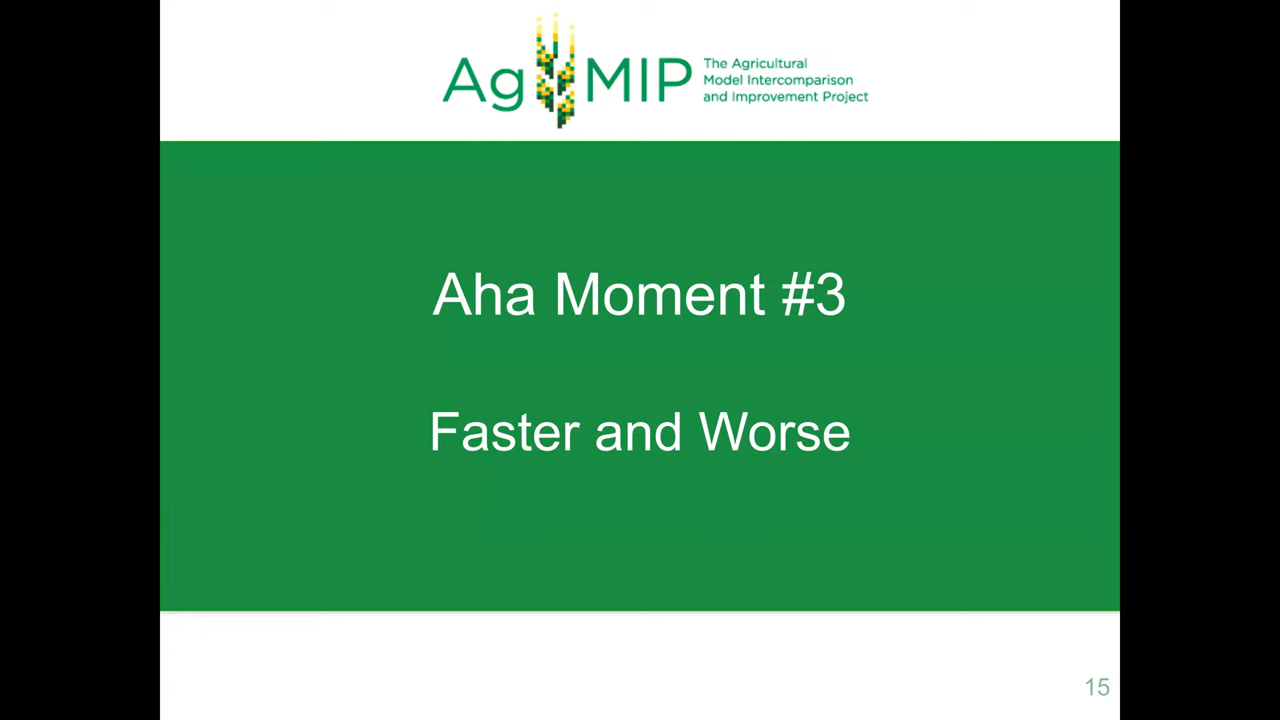 AgMIP
The Agricultural
Model Intercomparison
and Improvement Project
Aha Moment #3
Faster and Worse
15